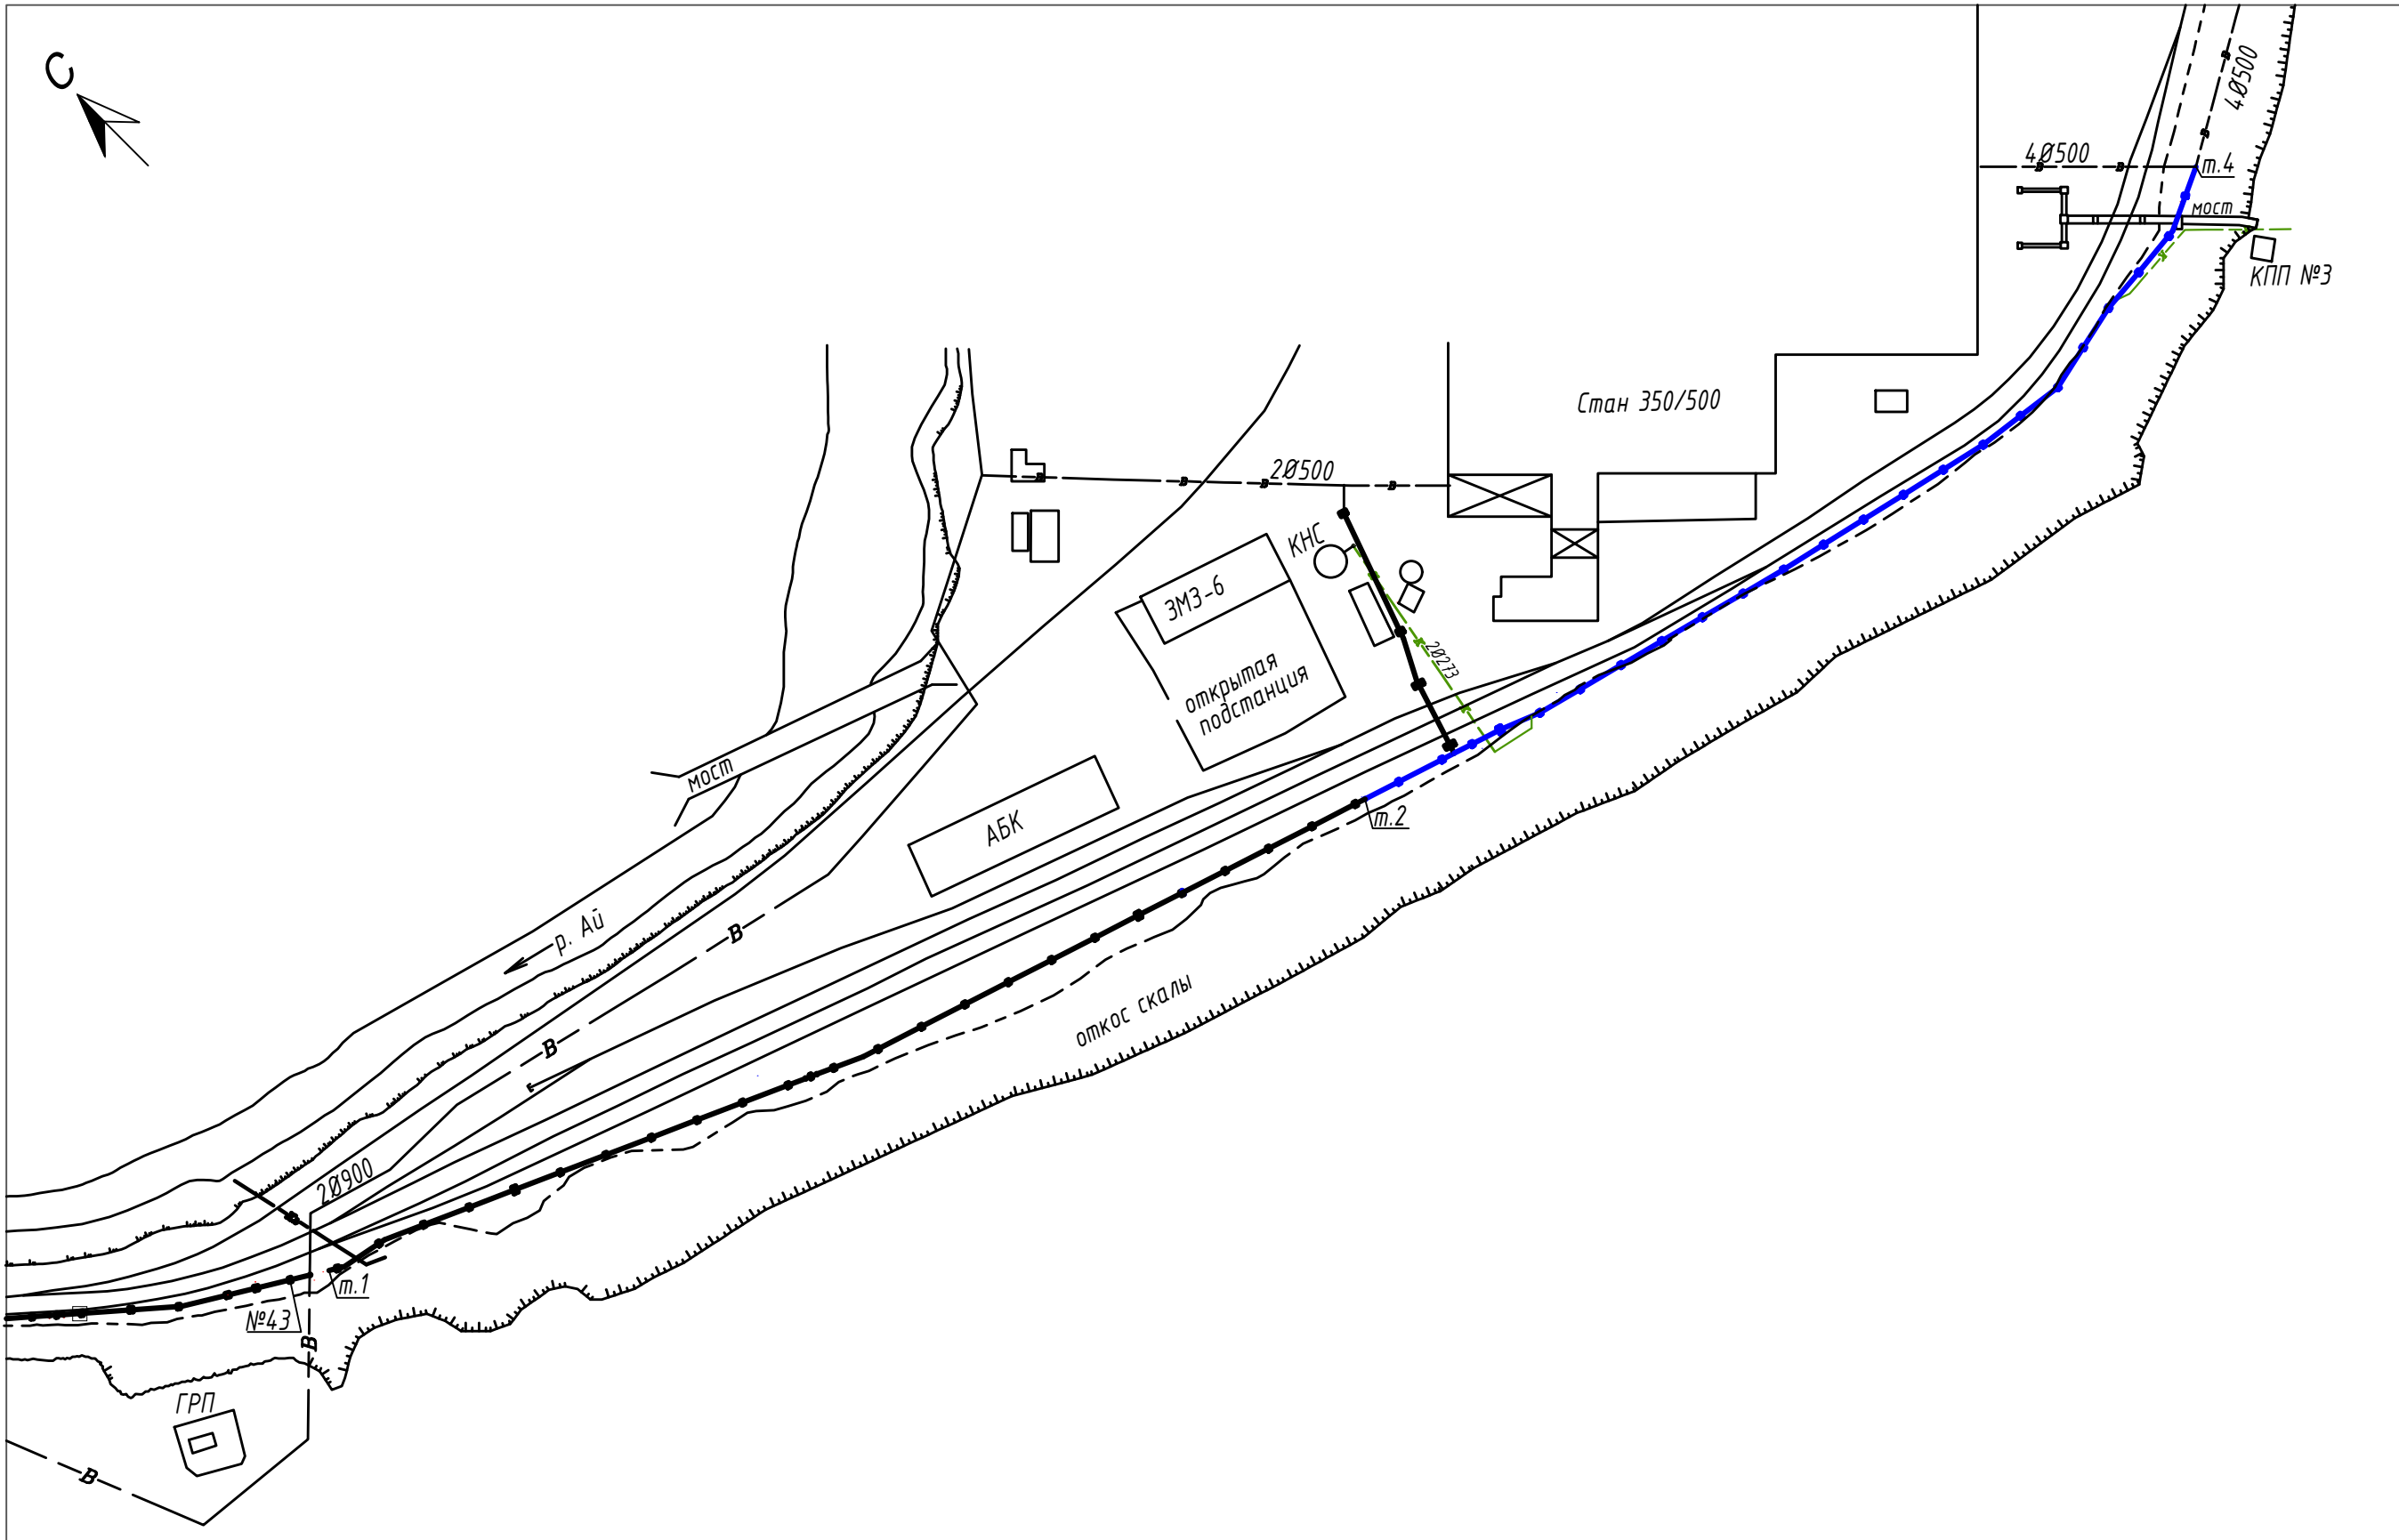 С
4Ø500
4Ø500
т.4
мост
КПП №3
Стан 350/500
2Ø500
КНС
ЗМЗ-6
2Ø273
открытая
подстанция
мост
т.2
АБК
р. Ай
В
В
откос скалы
2Ø900
т.1
№43
В
ГРП
В